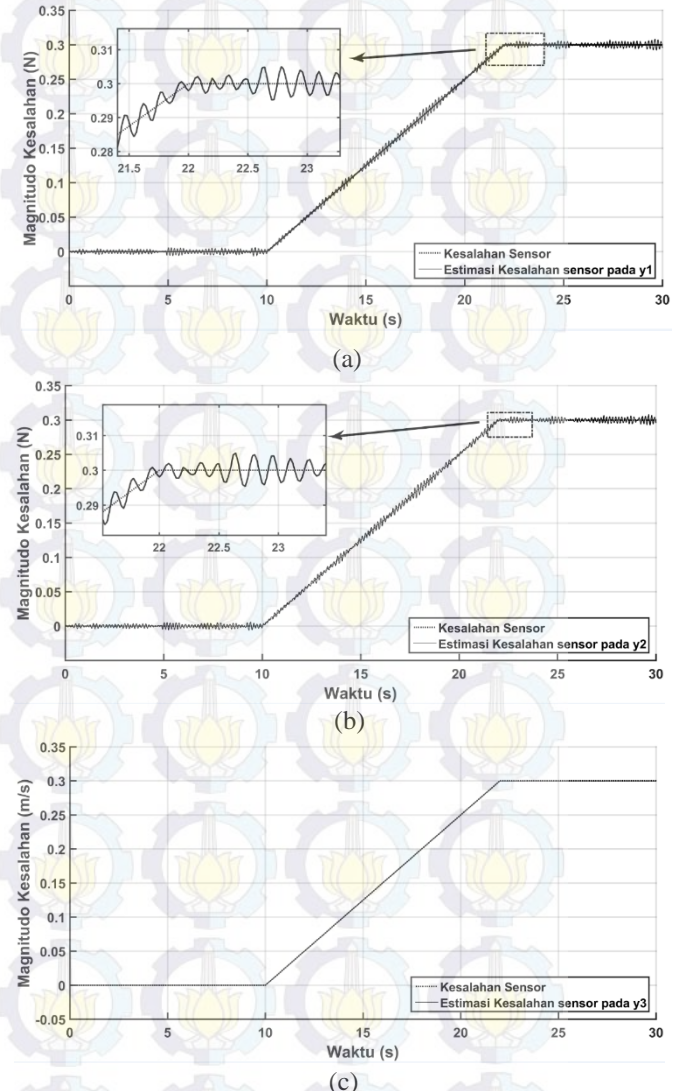 0.35
0.3
0.25
0.2
0.15
0.1
0.05
0
Magnitudo Kesalahan (N)
0.31
0.3
0.29
0.28
21.5 22 22.5 23
Kesalahan Sensor
Estimasi Kesalahan sensor pada y1
0 5 10 15 20 25 30
Waktu (s)
(a)
0.35
0.3
0.25
0.2
0.15
0.1
0.05
0
Magnitudo Kesalahan (N)
0.31
0.3
0.29
22 22.5 23
Kesalahan Sensor
Estimasi Kesalahan sensor pada y2
0 5 10 15 20 25 30
Waktu (s)
(b)
0.35
0.3
0.25
0.2
0.15
0.1
0.05
0
-0.05
Magnitudo Kesalahan (m/s)
Kesalahan Sensor
Estimasi Kesalahan sensor pada y3
0 5 10 15 20 25 30
Waktu (s)
(c)